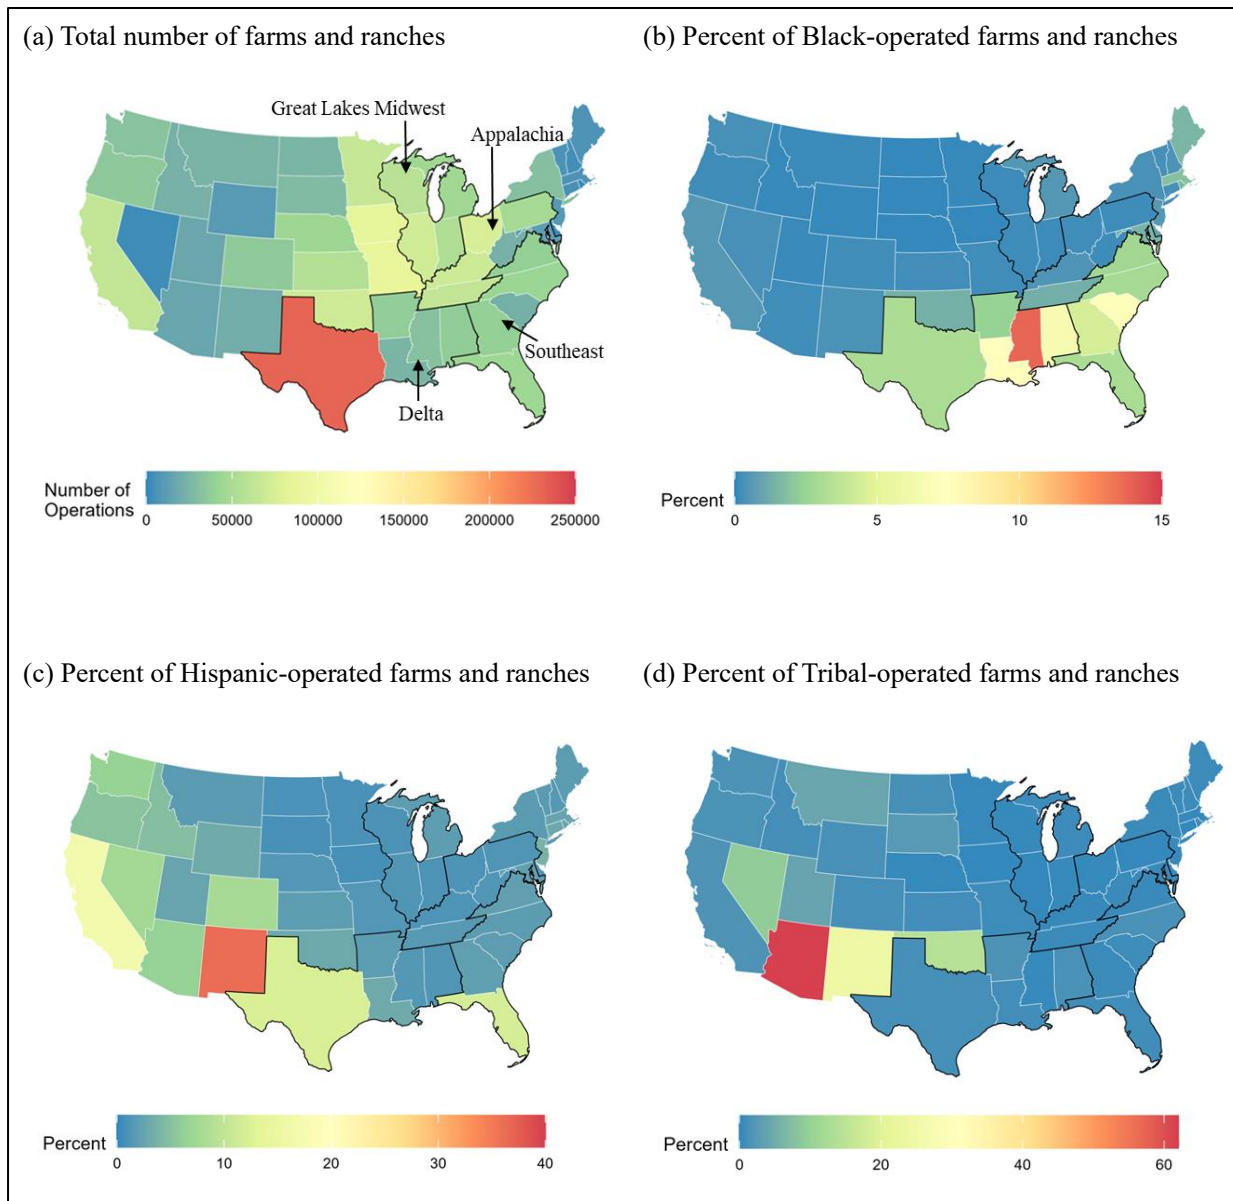 (a) Total number of farms and ranches
Great Lakes Midwest
Appalachia
Southeast
Delta
Number of
Operations
0 50000 100000 150000 200000 250000
(b) Percent of Black-operated farms and ranches
Percent
0 5 10 15
(c) Percent of Hispanic-operated farms and ranches
Percent
0 10 20 30 40
(d) Percent of Tribal-operated farms and ranches
Percent
0 20 40 60